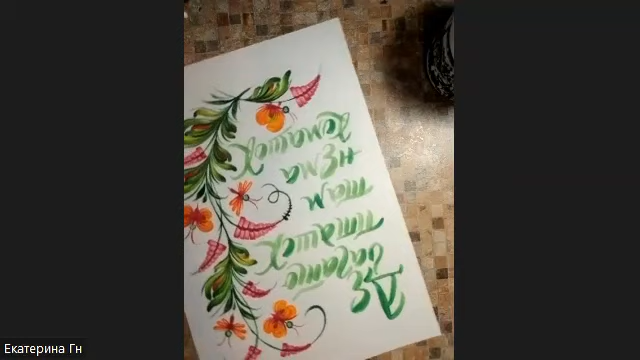 Де
багато
пташок
там
нема
комашок
Екатерина Гн